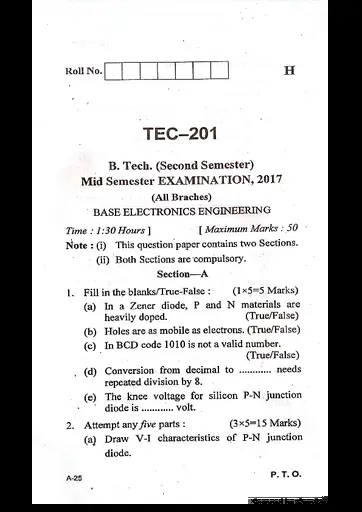 Roll No.
H
TEC–201
B. Tech. (Second Semester)
Mid Semester EXAMINATION, 2017
(All Braches)
BASE ELECTRONICS ENGINEERING
Time : 1:30 Hours ] [ Maximum Marks : 50
Note : (i) This question paper contains two Sections.
(ii) Both Sections are compulsory.
Section—A
1. Fill in the blanks/True-False : (1×5=5 Marks)
(a) In a Zener diode, P and N materials are
heavily doped. (True/False)
(b) Holes are as mobile as electrons. (True/False)
(c) In BCD code 1010 is not a valid number.
(True/False)
(d) Conversion from decimal to ............ needs
repeated division by 8.
(e) The knee voltage for silicon P-N junction
diode is ............ volt.
2. Attempt any five parts : (3×5=15 Marks)
(a) Draw V-I characteristics of P-N junction
diode.
A-25 P. T. O.